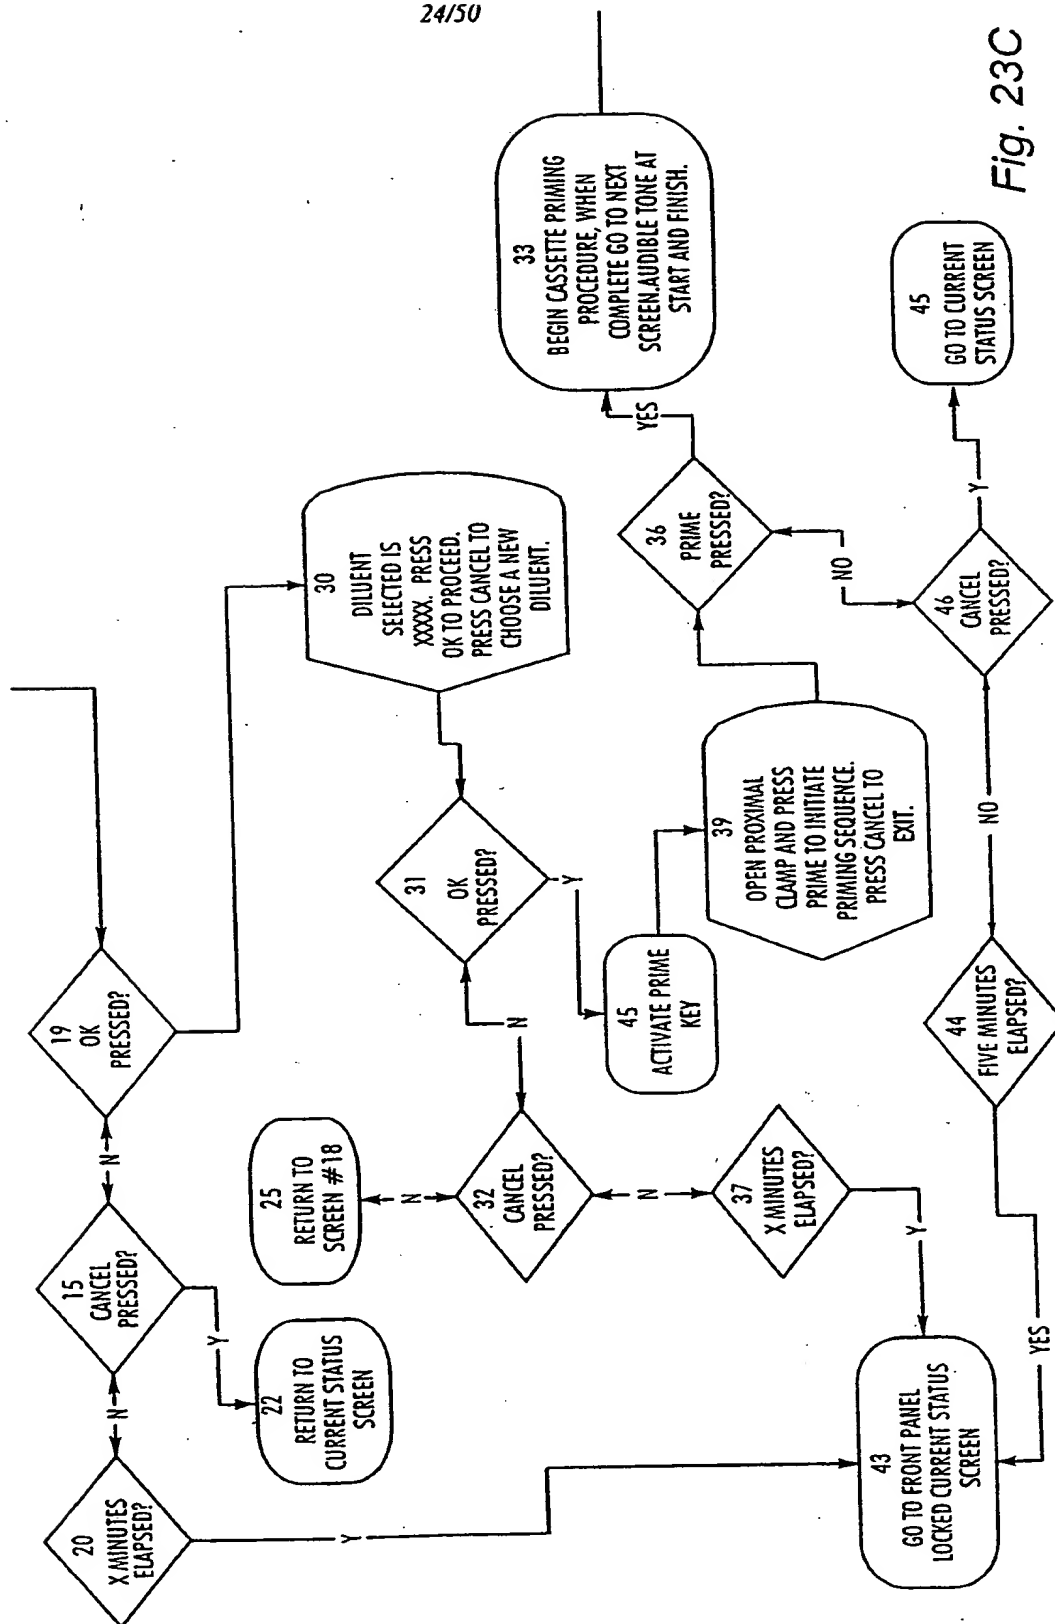 24/50
19
OK
PRESSED?
N
15
CANCEL
PRESSED?
N
20
X MINUTES
ELAPSED?
Y
22
RETURN TO
CURRENT STATUS
SCREEN
Y
30
DILUENT
SELECTED IS
XXXX. PRESS
OK TO PROCEED.
PRESS CANCEL TO
CHOOSE A NEW
DILUENT.
31
OK
PRESSED?
N
Y
25
RETURN TO
SCREEN #18
N
32
CANCEL
PRESSED?
N
37
X MINUTES
ELAPSED?
Y
45
ACTIVATE PRIME
KEY
39
OPEN PROXIMAL
CLAMP AND PRESS
PRIME TO INITIATE
PRIMING SEQUENCE.
PRESS CANCEL TO
EXIT.
36
PRIME
PRESSED?
YES
NO
33
BEGIN CASSETTE PRIMING
PROCEDURE, WHEN
COMPLETE GO TO NEXT
SCREEN.AUDIBLE TONE AT
START AND FINISH.
46
CANCEL
PRESSED?
Y
45
GO TO CURRENT
STATUS SCREEN
NO
44
FIVE MINUTES
ELAPSED?
YES
43
GO TO FRONT PANEL
LOCKED CURRENT STATUS
SCREEN
Fig. 23C